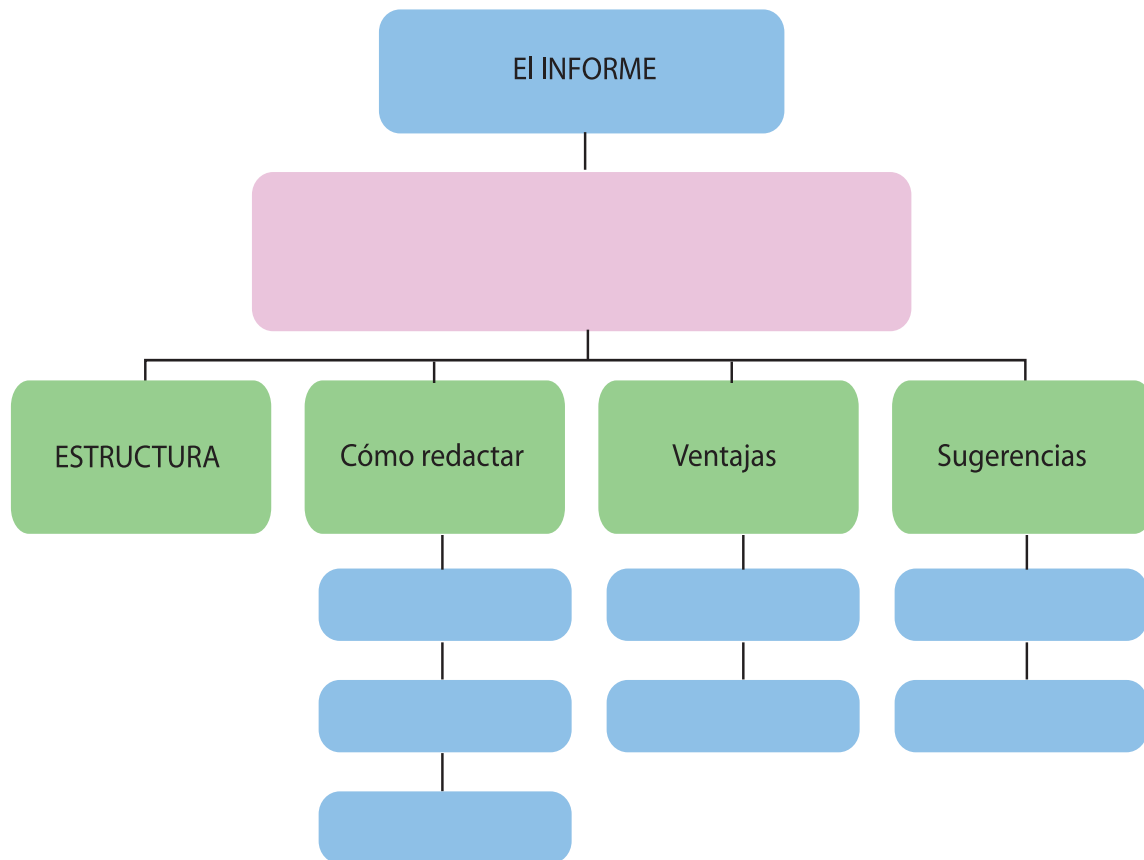 El INFORME
ESTRUCTURA
Cómo redactar
Ventajas
Sugerencias